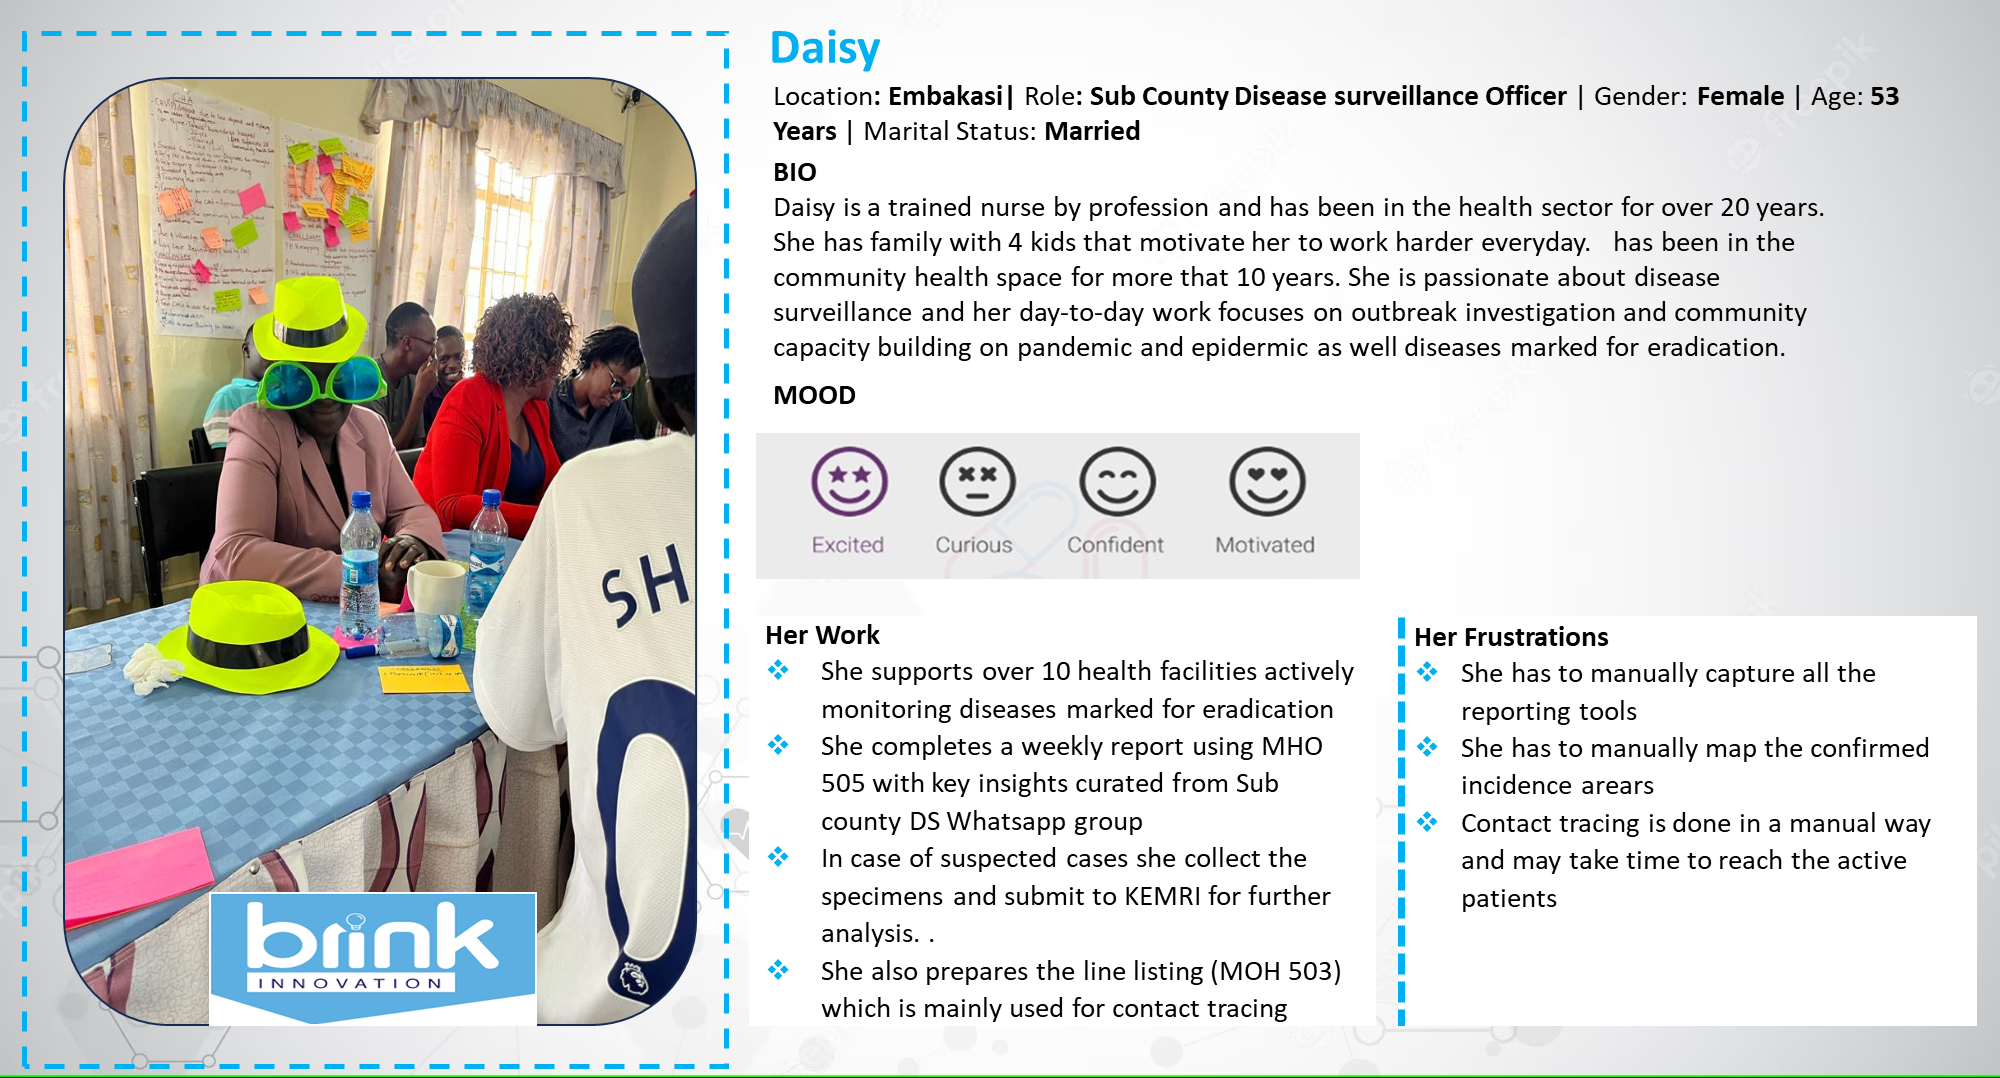 Daisy
Location: Embakasi| Role: Sub County Disease surveillance Officer | Gender: Female | Age: 53
Years | Marital Status: Married
BIO
Daisy is a trained nurse by profession and has been in the health sector for over 20 years.
She has family with 4 kids that motivate her to work harder everyday.   has been in the
community health space for more that 10 years. She is passionate about disease
surveillance and her day-to-day work focuses on outbreak investigation and community
capacity building on pandemic and epidermic as well diseases marked for eradication.
MOOD
Excited Curious Confident Motivated
Her Work
❖ She supports over 10 health facilities actively
monitoring diseases marked for eradication
❖ She completes a weekly report using MHO
505 with key insights curated from Sub
county DS Whatsapp group
❖ In case of suspected cases she collect the
specimens and submit to KEMRI for further
analysis. .
❖ She also prepares the line listing (MOH 503)
which is mainly used for contact tracing
Her Frustrations
❖ She has to manually capture all the
reporting tools
❖ She has to manually map the confirmed
incidence arears
❖ Contact tracing is done in a manual way
and may take time to reach the active
patients
CHA
CHALLENGES
SH
brink
INNOVATION
freepik